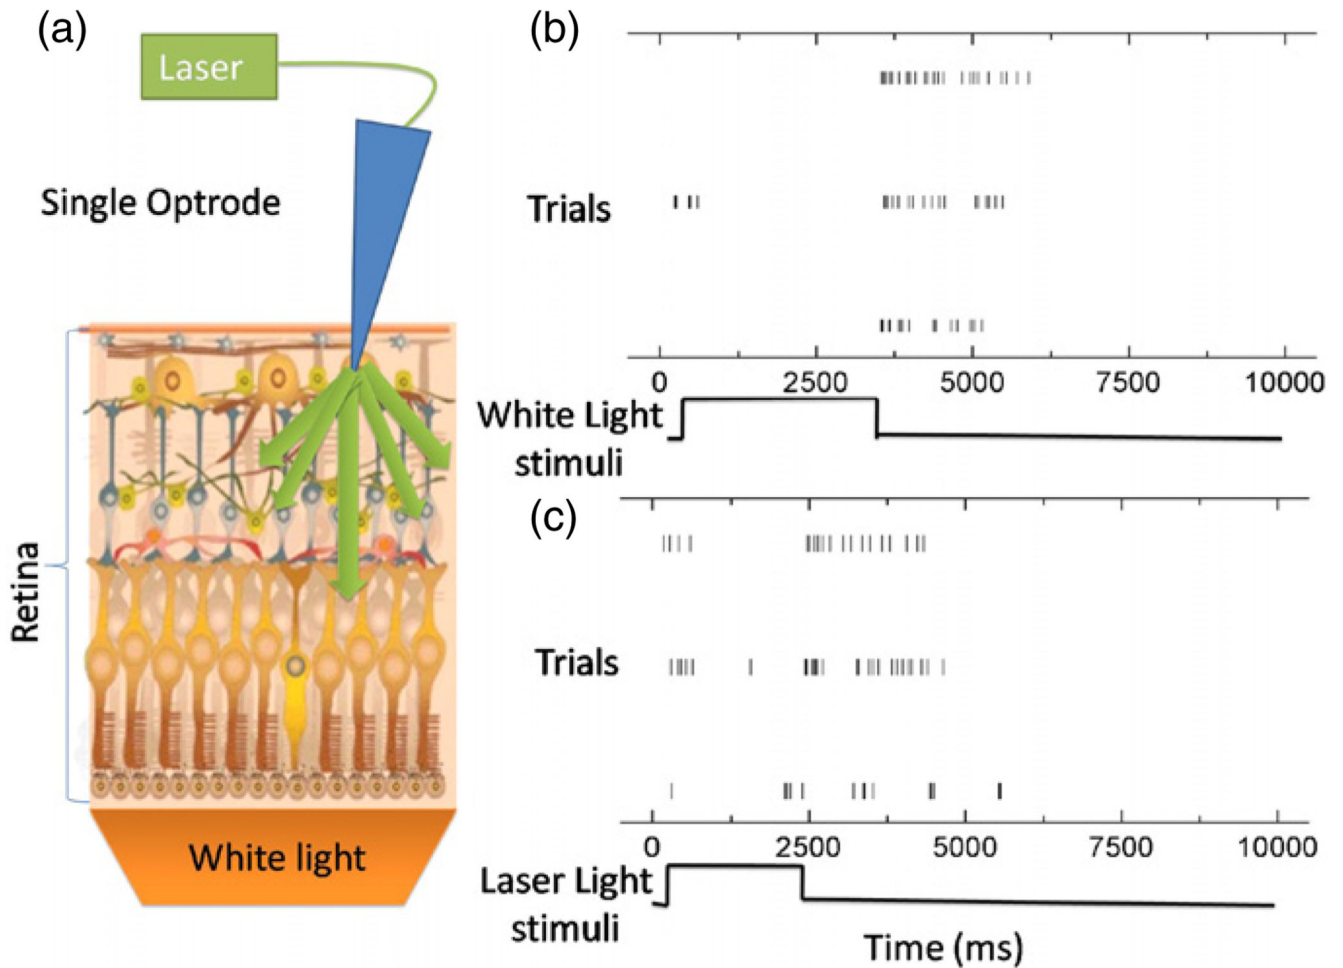 (a)
Laser
Single Optrode
Retina
White light
(b)
Trials
0 2500 5000 7500 10000
White Light
stimuli
(c)
Trials
0 2500 5000 7500 10000
Laser Light
stimuli
Time (ms)